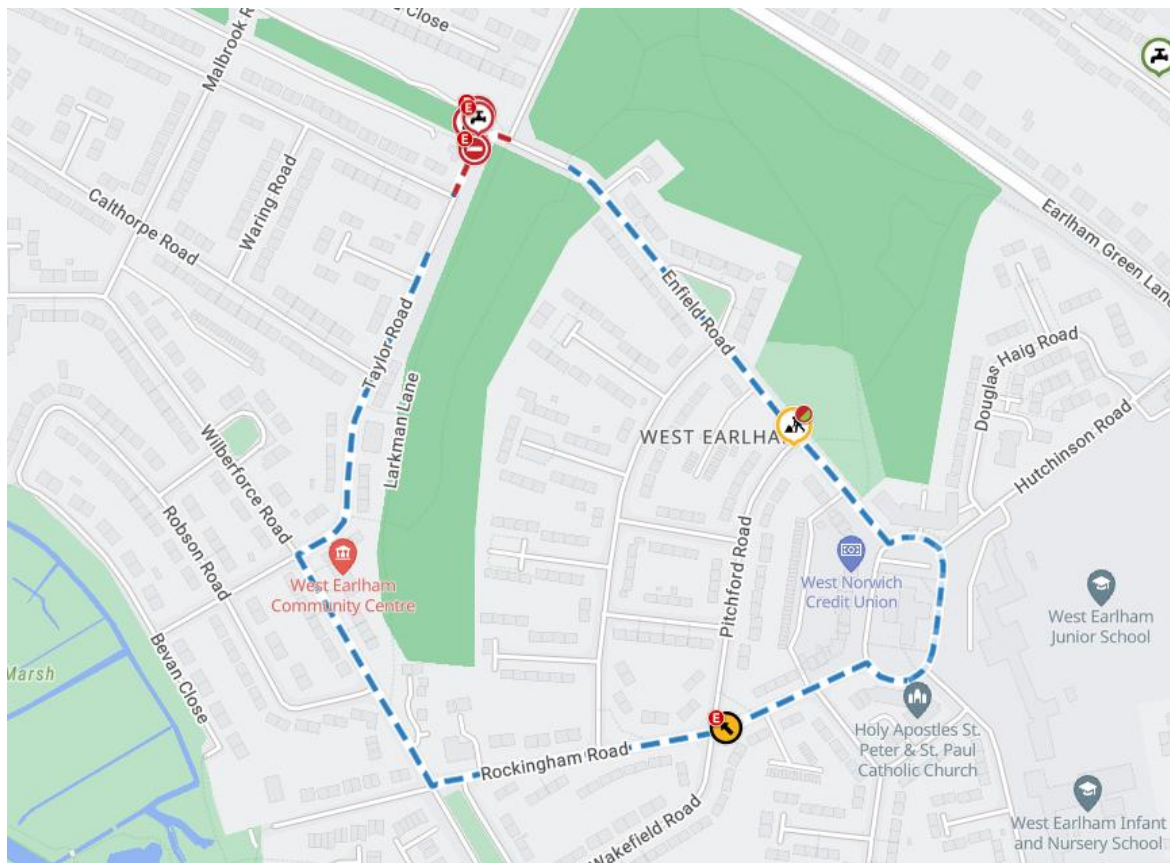 Close
Malbrook R
Waring Road
Calthorpe Road
Earlham Green Lane
Enfield Road
Taylor Road
Larkman Lane
Douglas Haig Road
Hutchinson Road
WEST EARLHA
Wilberforce Road
Robson Road
West Earlham
Community Centre
Pitchford Road
West Norwich
Credit Union
West Earlham
Junior School
Marsh
Bevan Close
Rockingham Road
Holy Apostles St.
Peter & St. Paul
Catholic Church
Wakefield Road
West Earlham Infant
and Nursery School
E
E
E